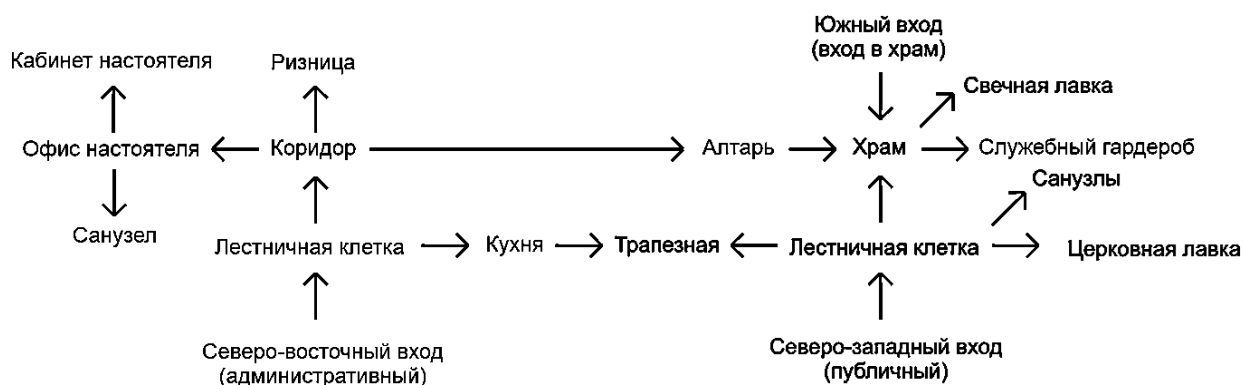 Южный вход
(вход в храм)
Кабинет настоятеля
Ризница
Свечная лавка
Офис настоятеля
Коридор
Алтарь
Храм
Служебный гардероб
Санузлы
Санузел
Лестничная клетка
Кухня
Трапезная
Лестничная клетка
Церковная лавка
Северо-восточный вход
(административный)
Северо-западный вход
(публичный)